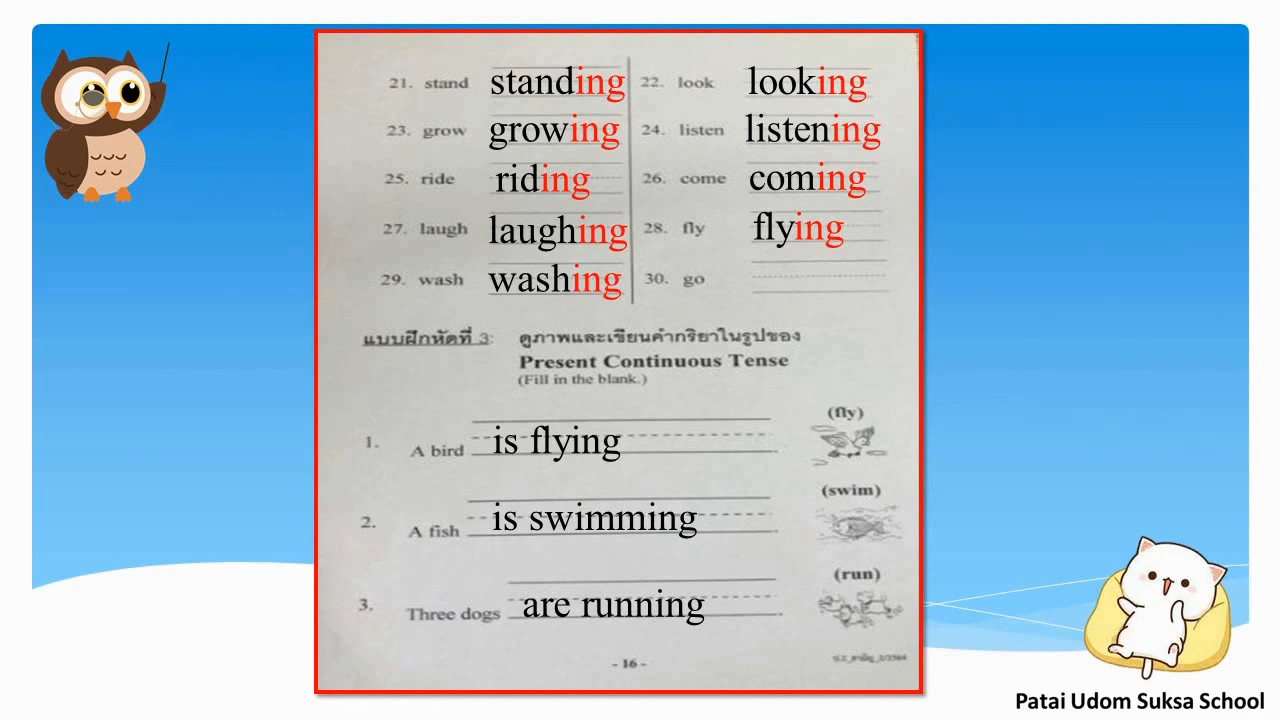 21. stand standing 22. look looking
23. grow growing 24. listen listening
25. ride riding 26. come coming
27. laugh laughing 28. fly flying
29. wash washing 30. go
แบบฝึกหัดที่ 3: ดูภาพและเขียนคำกริยาในรูปของ
Present Continuous Tense
(Fill in the blank.)
(fly)
1. A bird is flying .
(swim)
2. A fish is swimming .
(run)
3. Three dogs are running .
- 16 -
Patai Udom Suksa School